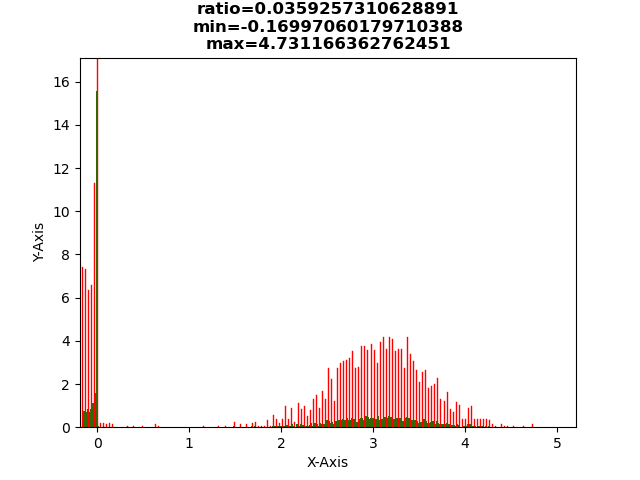 ratio=0.0359257310628891
min=-0.16997060179710388
max=4.731166362762451
16
14
12
10
8
6
4
2
0
Y-Axis
0 1 2 3 4 5
X-Axis